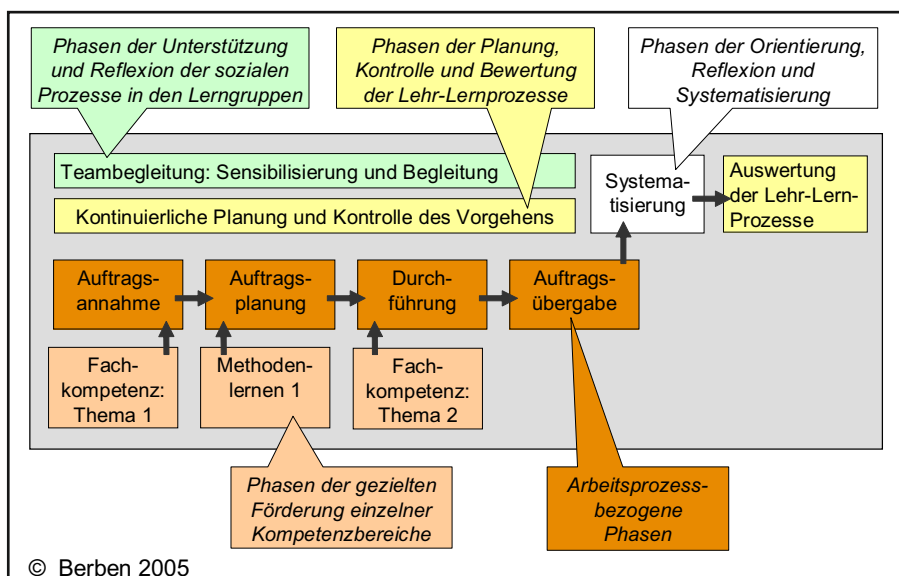 Phasen der Unterstützung
und Reflexion der sozialen
Prozesse in den Lerngruppen
Phasen der Planung,
Kontrolle und Bewertung
der Lehr-Lernprozesse
Phasen der Orientierung,
Reflexion und
Systematisierung
Teambegleitung: Sensibilisierung und Begleitung
Kontinuierliche Planung und Kontrolle des Vorgehens
Systema-
tisierung
Auswertung
der Lehr-Lern-
Prozesse
Auftrags-
annahme
Auftrags-
planung
Durch-
führung
Auftrags-
übergabe
Fach-
kompetenz:
Thema 1
Methoden-
lernen 1
Fach-
kompetenz:
Thema 2
Phasen der gezielten
Förderung einzelner
Kompetenzbereiche
Arbeitsprozess-
bezogene
Phasen
© Berben 2005